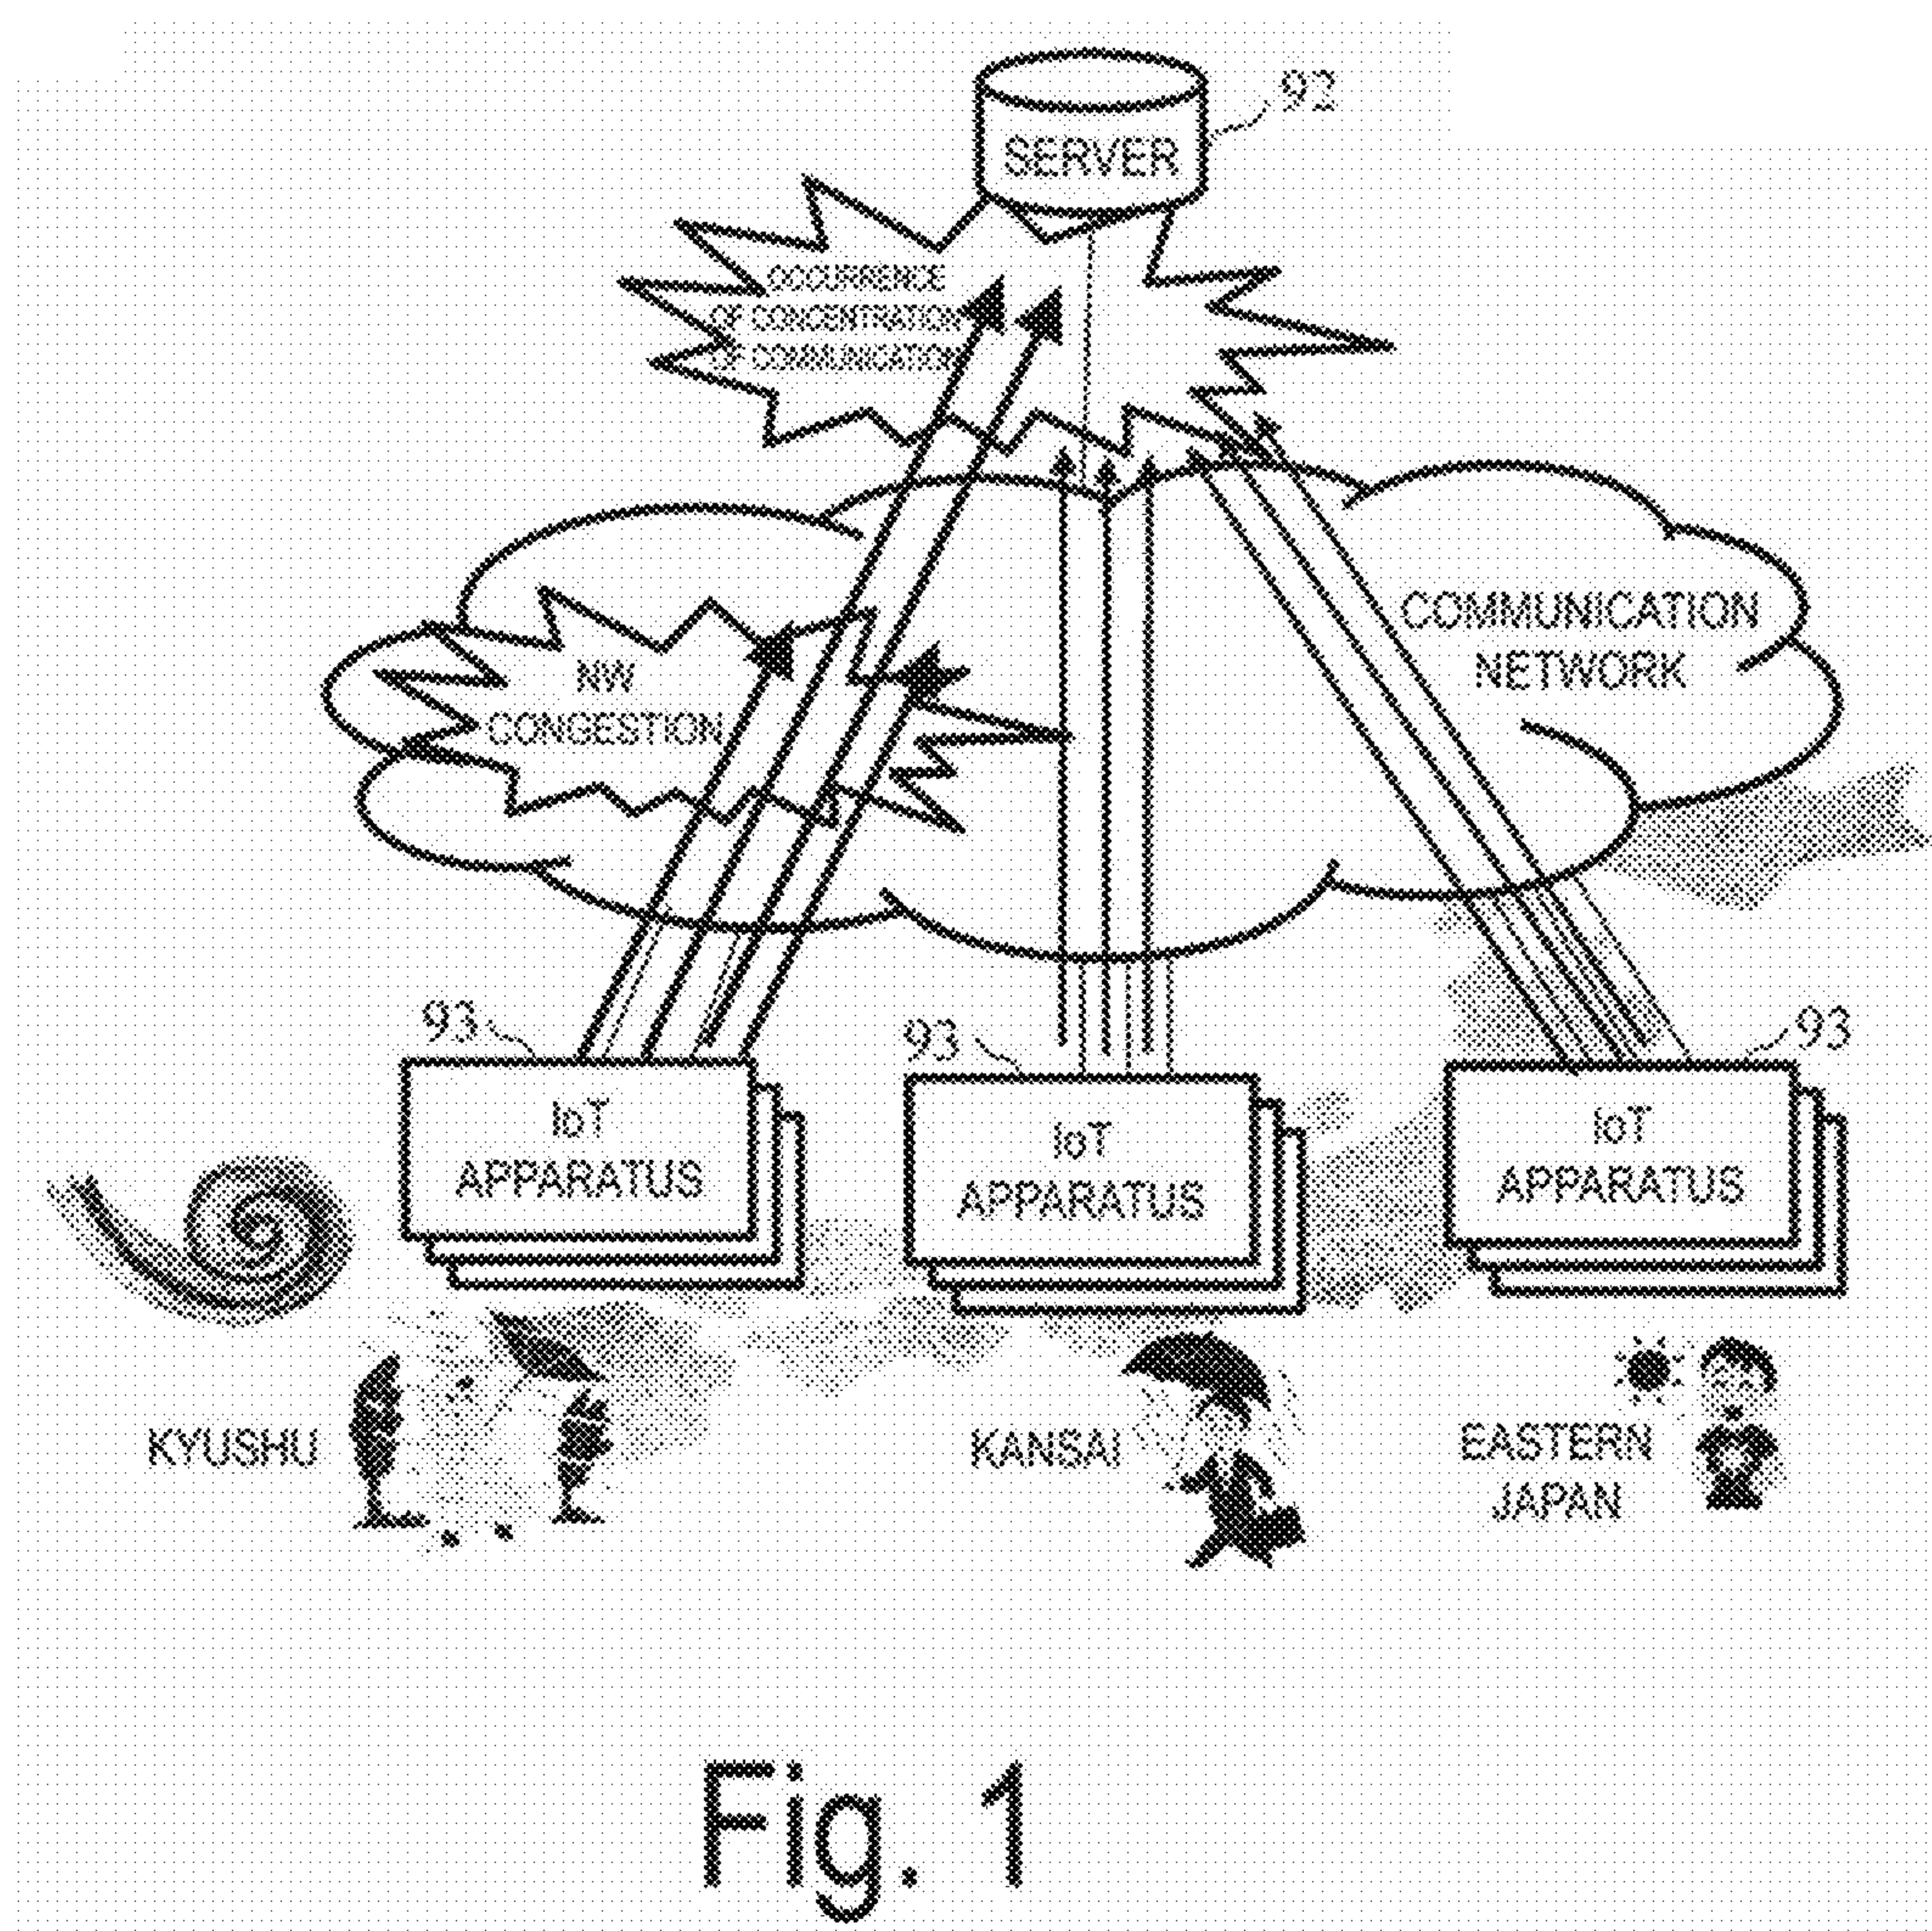 92
SERVER
OCCURRENCE
OF CONCENTRATION
OF COMMUNICATION
COMMUNICATION
NETWORK
NW
CONGESTION
93
93
93
IoT
APPARATUS
IoT
APPARATUS
IoT
APPARATUS
KYUSHU
KANSAI
EASTERN
JAPAN
Fig. 1